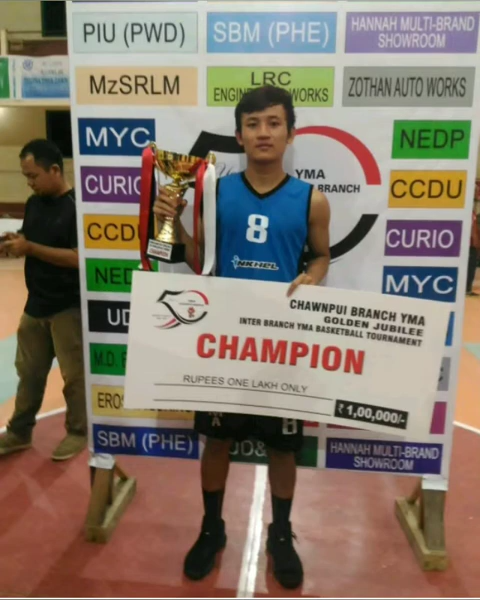 PIU (PWD)
SBM (PHE)
HANNAH MULTI-BRAND
SHOWROOM
MzSRLM
LRC
ZOTHAN AUTO WORKS
MYC
YMA
BRANCH
NEDP
CURIO
CCDU
CCDU
CURIO
MYC
8
INKHEL
CHAWNPUI BRANCH YMA
GOLDEN JUBILEE
INTER BRANCH YMA BASKETBALL TOURNAMENT
CHAMPION
RUPEES ONE LAKH ONLY
₹ 1,00,000/-
8
SBM (PHE)
HANNAH MULTI-BRAND
SHOWROOM